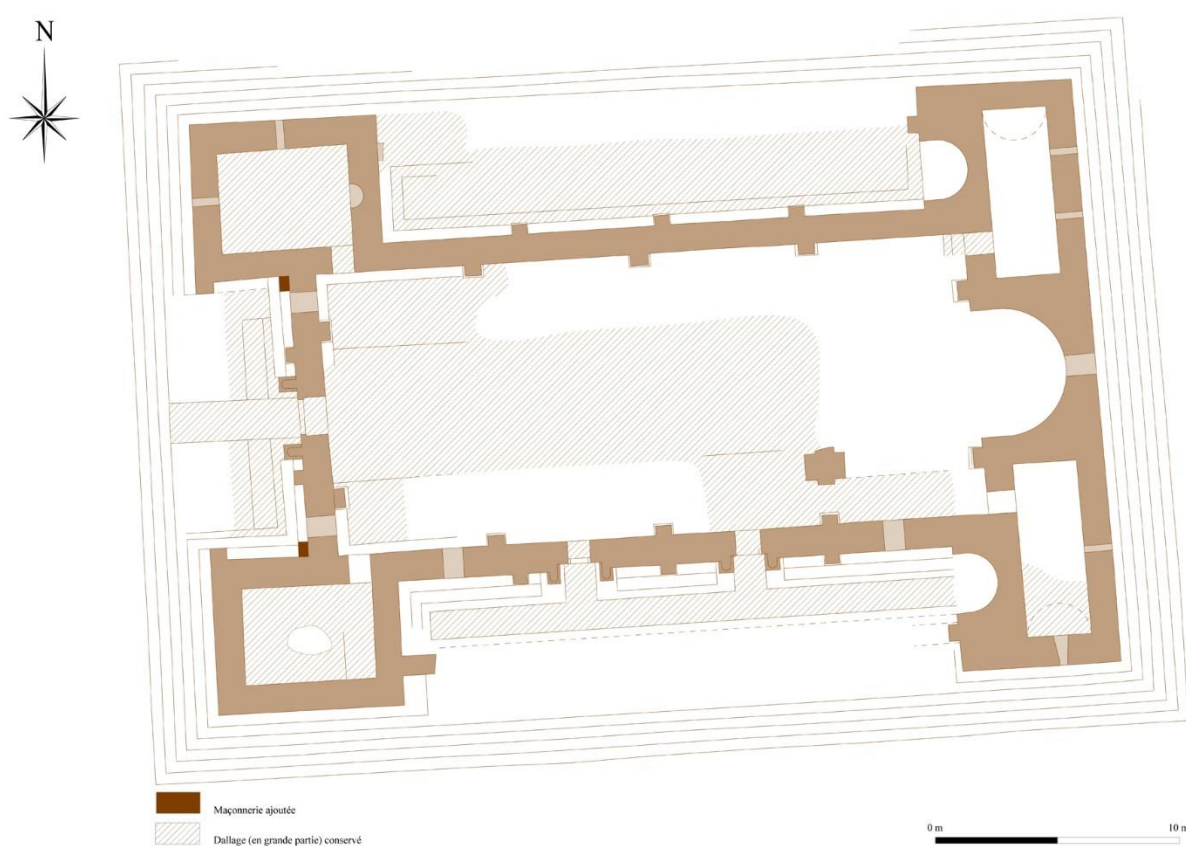 N
Maçonnerie ajoutée
Dallage (en grande partie) conservé
0 m
10 m